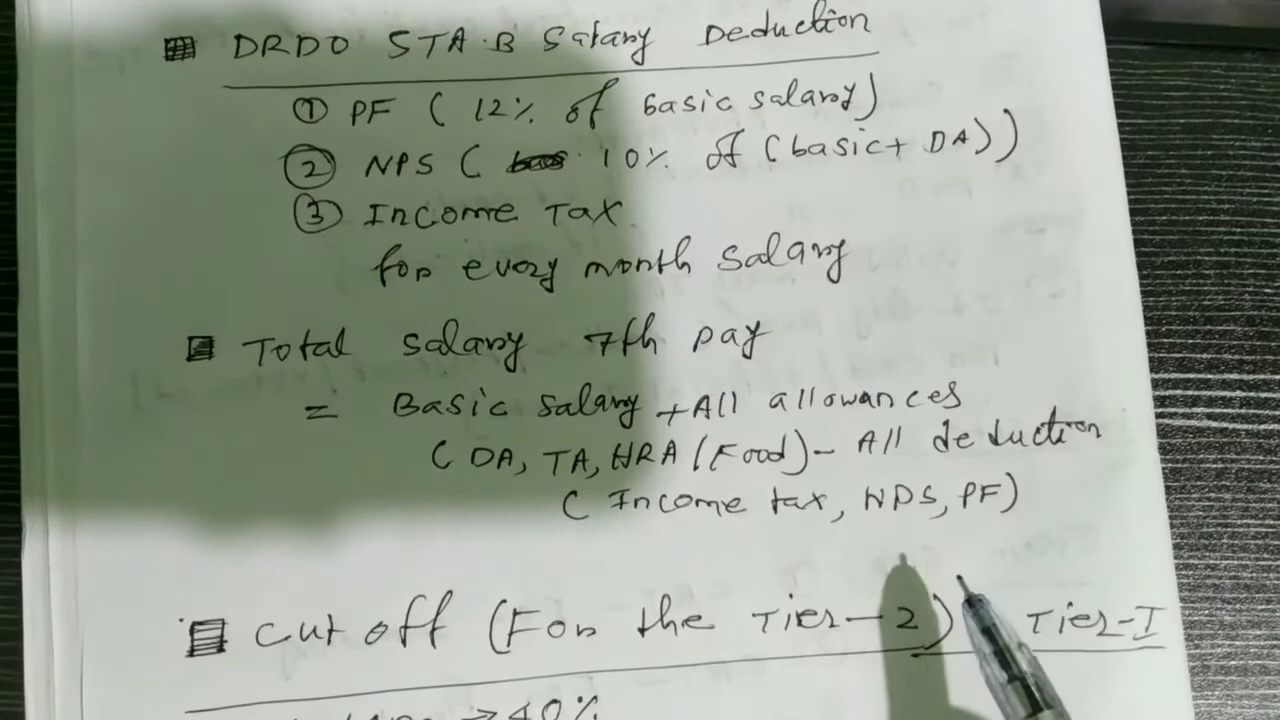 DRDO STA.B Salary Deduction
① PF ( 12% of basic salary)
② NPS ( 10% of (basic+ DA))
③ Income Tax
for every month salary
Total salary 7th pay
= Basic salary +All allowances
( DA, TA, HRA (Food)- All deduction
( Income tax, NPS, PF)
Cut off (For the Tier-2) Tier-I
40%